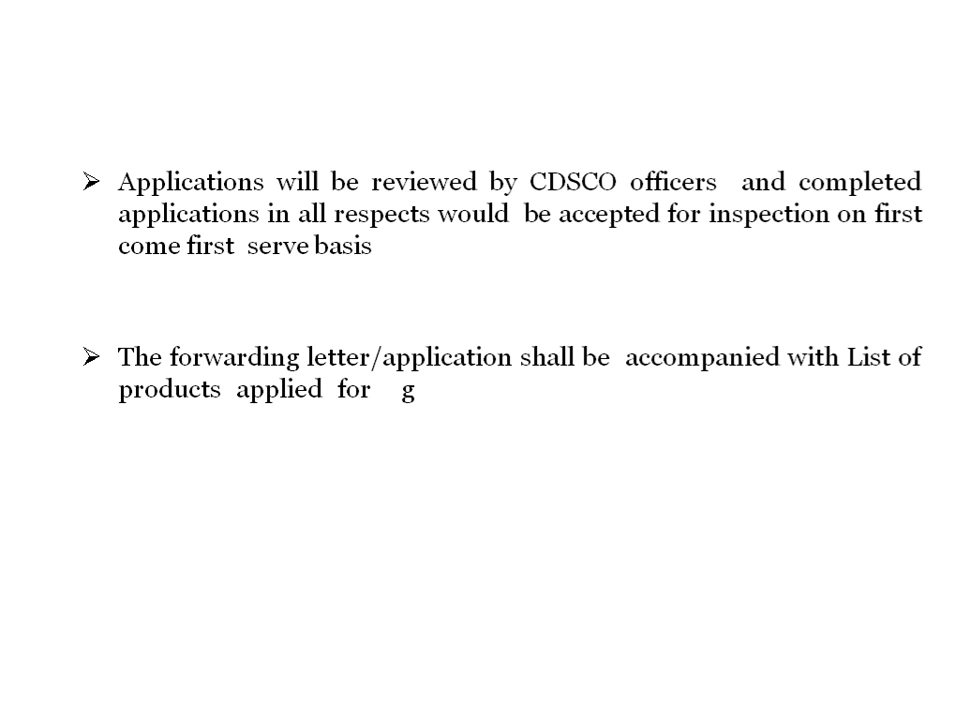 ➢ Applications will be reviewed by CDSCO officers and completed
applications in all respects would be accepted for inspection on first
come first serve basis
➢ The forwarding letter/application shall be accompanied with List of
products applied for g